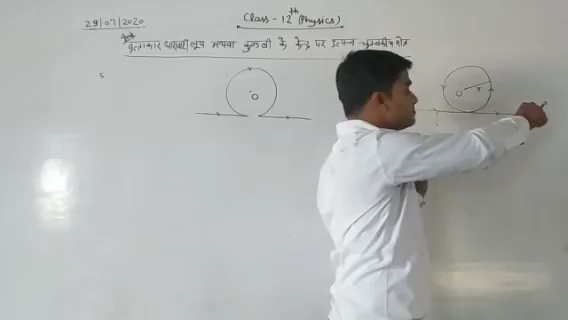 29/07/2020
Class - 12th (Physics)
वृत्ताकार धारावाही लूप अथवा कुण्डली के केन्द्र पर उत्पन्न चुम्बकीय क्षेत्र
O
O r